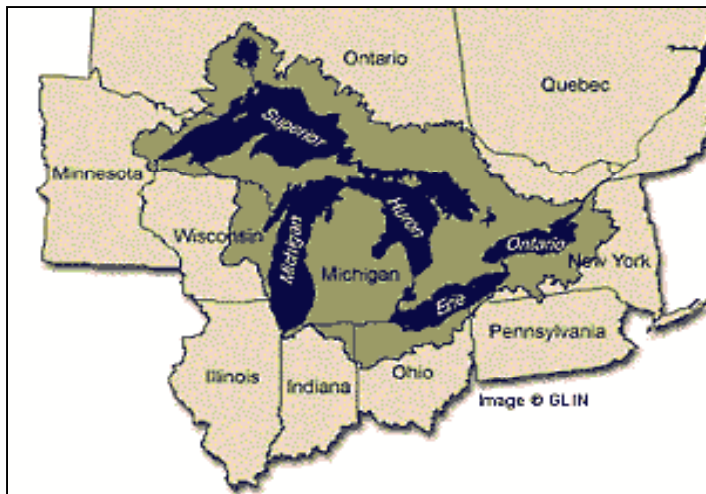 Ontario
Quebec
Superior
Minnesota
Huron
Wisconsin
Michigan
Ontario
Michigan
New York
Erie
Pennsylvania
Illinois
Indiana
Ohio
Image © GLIN